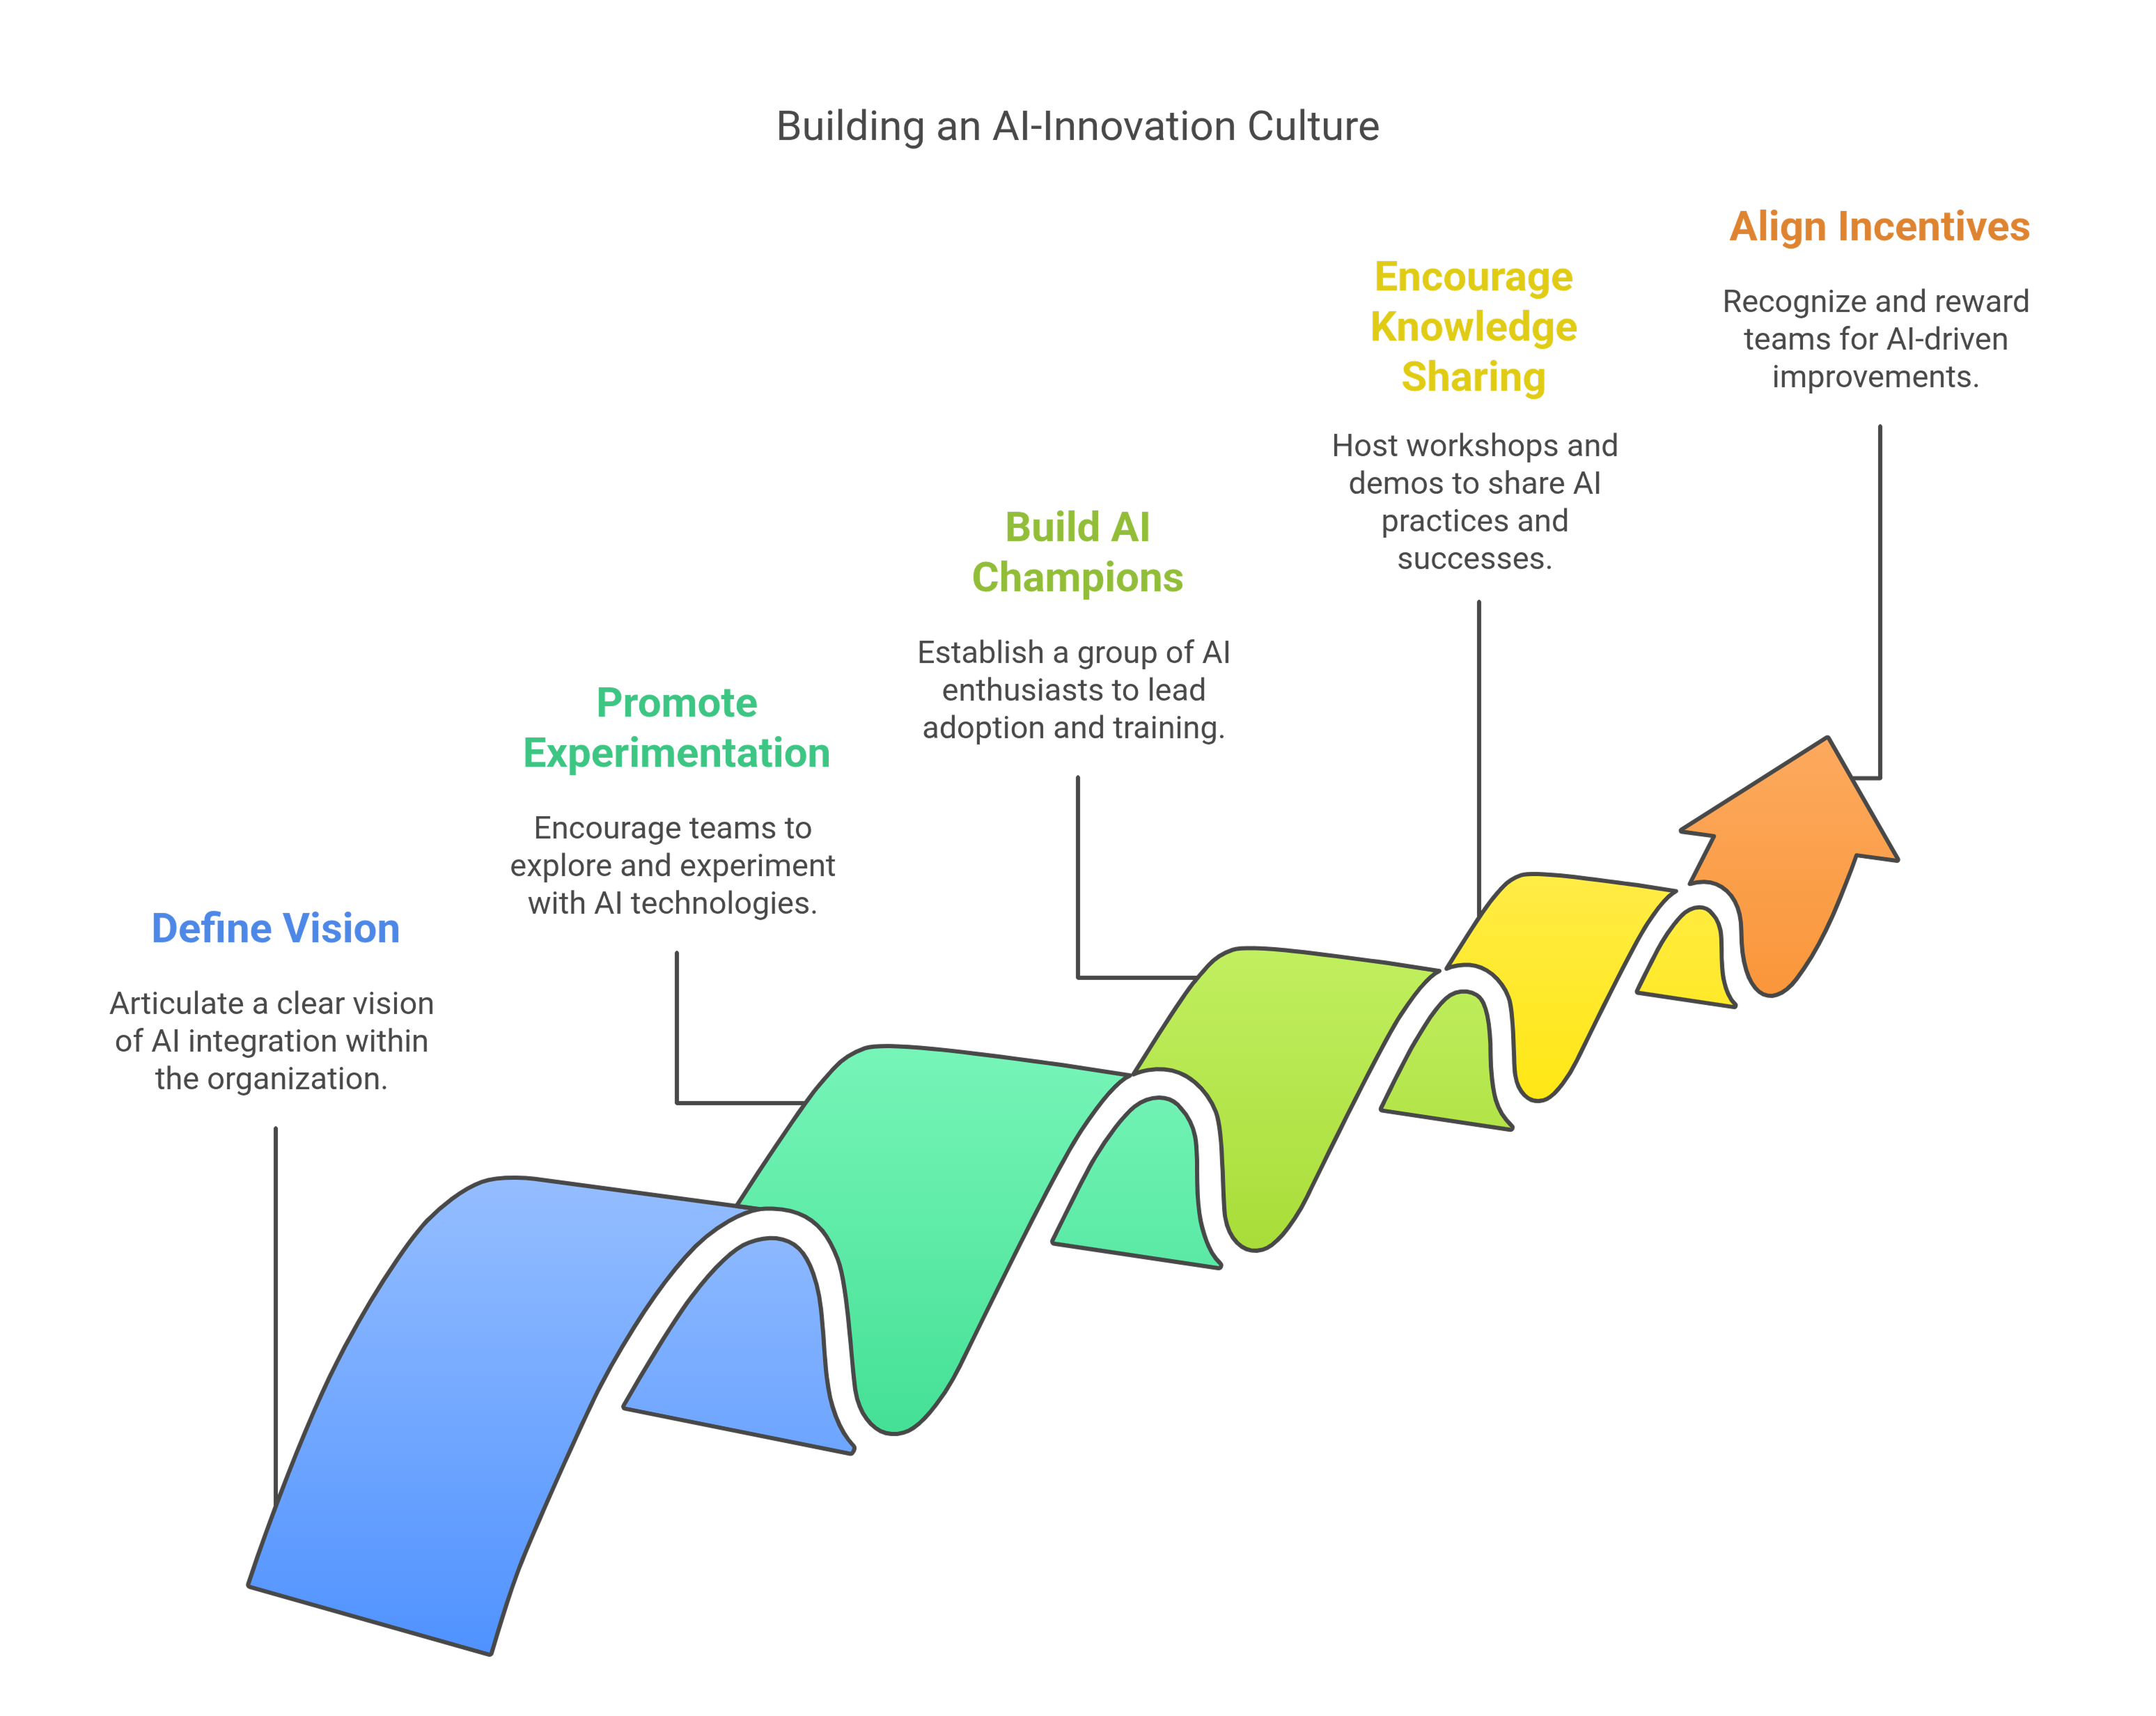 Building an AI-Innovation Culture
Define Vision
Articulate a clear vision
of AI integration within
the organization.
Promote
Experimentation
Encourage teams to
explore and experiment
with AI technologies.
Build AI
Champions
Establish a group of AI
enthusiasts to lead
adoption and training.
Encourage
Knowledge
Sharing
Host workshops and
demos to share AI
practices and
successes.
Align Incentives
Recognize and reward
teams for AI-driven
improvements.